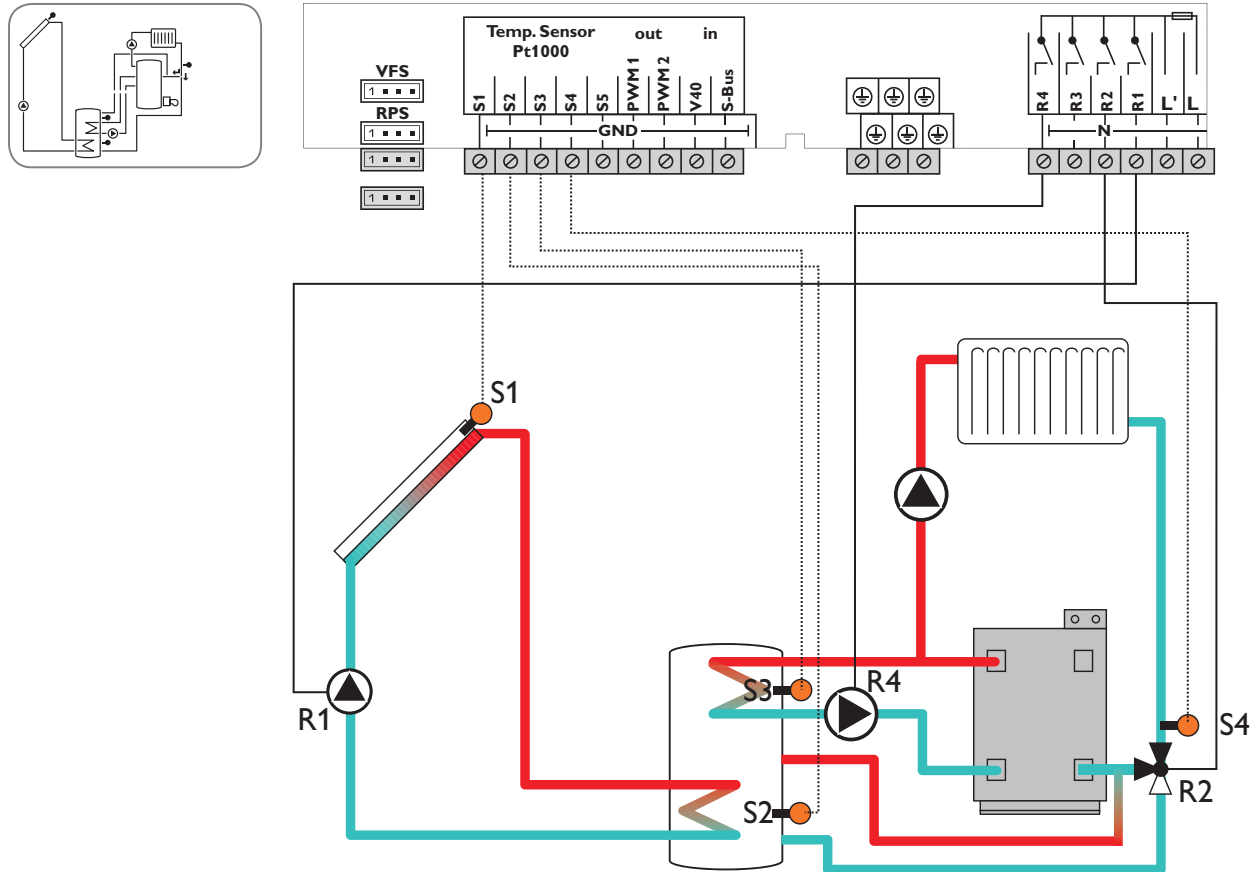 Temp. Sensor out in
Pt1000
VFS
1
RPS
1
1
1
S1 S2 S3 S4 S5 PWM 1 PWM 2 V40 S-Bus
GND
R4 R3 R2 R1 L' L
N
S1
S3
R4
R1
S4
S2
R2